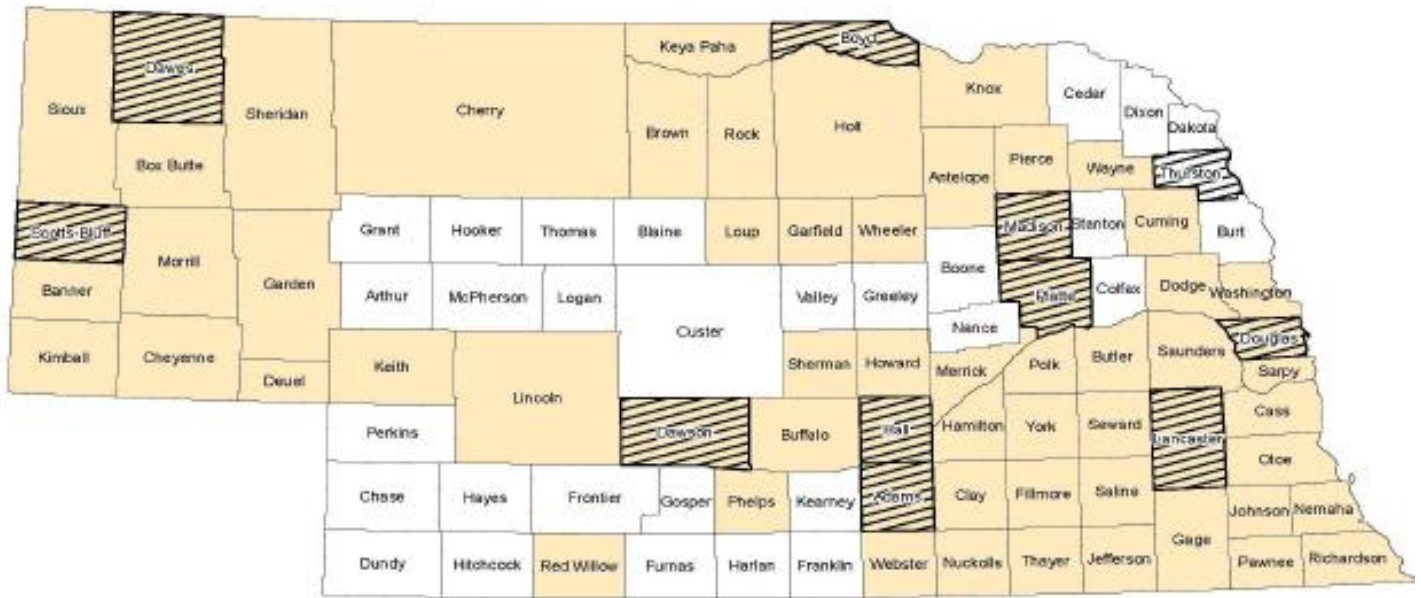 Boyd
Keya Paha
Dawes
Knox
Cedar
Sioux
Sheridan
Cherry
Dixon
Brown
Rock
Holt
Dakota
Box Butte
Pierce
Wayne
Thurston
Antelope
Scotts Bluff
Grant
Hooker
Thomas
Blaine
Loup
Garfield
Wheeler
Madison
Stanton
Cuming
Burt
Morrill
Boone
Banner
Garden
Arthur
McPherson
Logan
Valley
Greeley
Platte
Colfax
Dodge
Washington
Custer
Nance
Kimball
Cheyenne
Keith
Sherman
Howard
Merrick
Polk
Butler
Saunders
Douglas
Deuel
Sarpy
Lincoln
Perkins
Dawson
Buffalo
Hall
Hamilton
York
Seward
Lancaster
Cass
Otoe
Chase
Hayes
Frontier
Gosper
Phelps
Kearney
Adams
Clay
Fillmore
Saline
Johnson
Nemaha
Gage
Dundy
Hitchcock
Red Willow
Furnas
Harlan
Franklin
Webster
Nuckolls
Thayer
Jefferson
Pawnee
Richardson